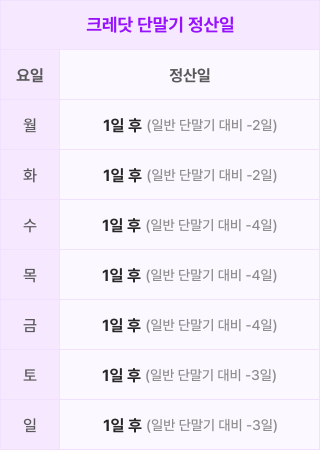 크레닷 단말기 정산일
요일 정산일
월 1일 후 (일반 단말기 대비 -2일)
화 1일 후 (일반 단말기 대비 -2일)
수 1일 후 (일반 단말기 대비 -4일)
목 1일 후 (일반 단말기 대비 -4일)
금 1일 후 (일반 단말기 대비 -4일)
토 1일 후 (일반 단말기 대비 -3일)
일 1일 후 (일반 단말기 대비 -3일)